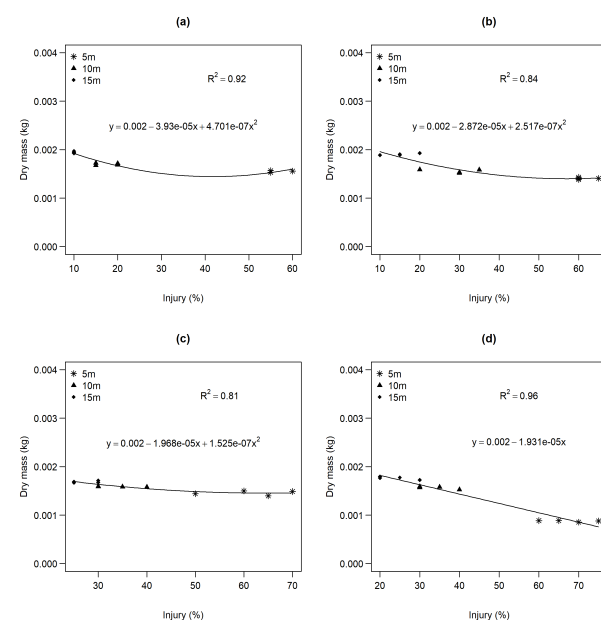 (a)
0.004
0.003
0.002
0.001
0.000
Dry mass (kg)
5m
10m
15m
R² = 0.92
y = 0.002 − 3.93e-05x + 4.701e-07x²
10 20 30 40 50 60
Injury (%)
(b)
0.004
0.003
0.002
0.001
0.000
Dry mass (kg)
5m
10m
15m
R² = 0.84
y = 0.002 − 2.872e-05x + 2.517e-07x²
10 20 30 40 50 60
Injury (%)
(c)
0.004
0.003
0.002
0.001
0.000
Dry mass (kg)
5m
10m
15m
R² = 0.81
y = 0.002 − 1.968e-05x + 1.525e-07x²
30 40 50 60 70
Injury (%)
(d)
0.004
0.003
0.002
0.001
0.000
Dry mass (kg)
5m
10m
15m
R² = 0.96
y = 0.002 − 1.931e-05x
20 30 40 50 60 70
Injury (%)